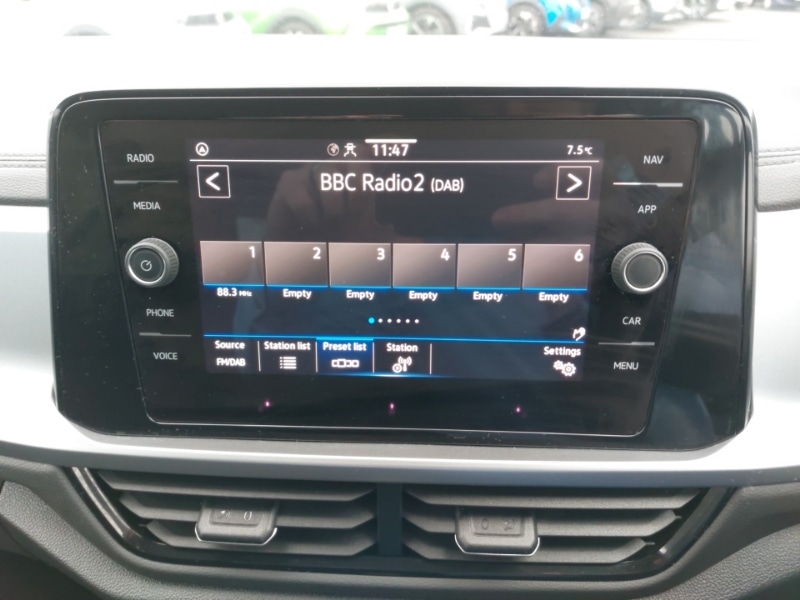 11:47
7.5°C
RADIO
NAV
BBC Radio2 (DAB)
MEDIA
APP
1 2 3 4 5 6
88.3 MHz Empty Empty Empty Empty Empty
PHONE
CAR
VOICE
MENU
Source Station list Preset list Station Settings
FM/DAB
0
0